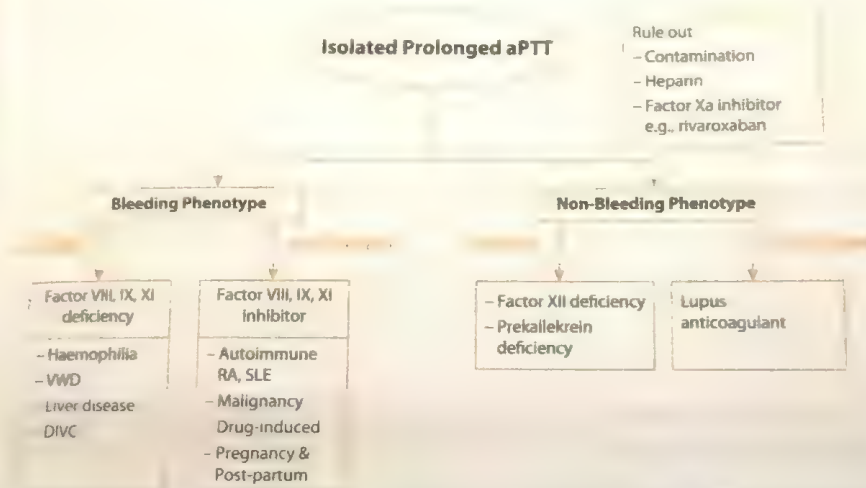 Isolated Prolonged aPTT
Rule out
– Contamination
– Heparin
– Factor Xa inhibitor
e.g., rivaroxaban
Bleeding Phenotype
Non-Bleeding Phenotype
Factor VIII, IX, XI
deficiency
– Haemophilia
– VWD
Liver disease
DIVC
Factor VIII, IX, XI
inhibitor
– Autoimmune
RA, SLE
– Malignancy
Drug-induced
– Pregnancy &
Post-partum
– Factor XII deficiency
– Prekallekrein
deficiency
Lupus
anticoagulant